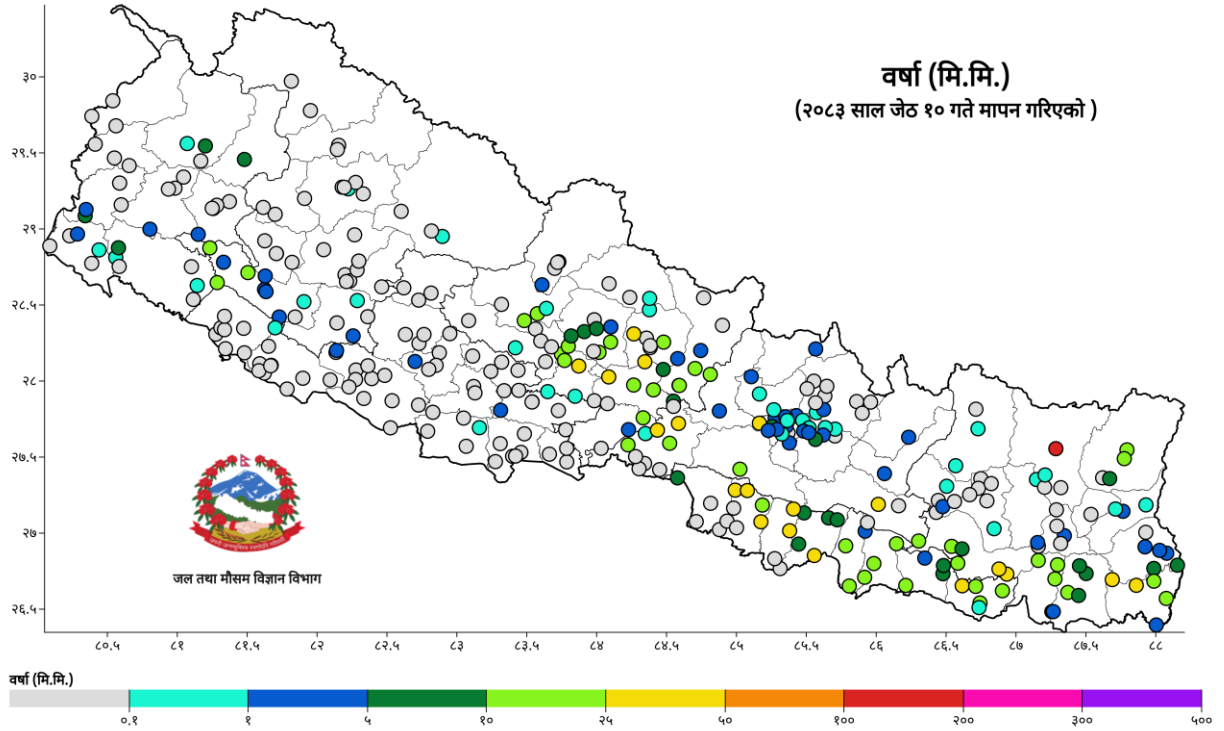 वर्षा (मि.मि.)
(२०८३ साल जेठ १० गते मापन गरिएको )
३०
२९.५
२९
२८.५
२८
२७.५
२७
२६.५
जल तथा मौसम विज्ञान विभाग
८०.५ ८१ ८१.५ ८२ ८२.५ ८३ ८३.५ ८४ ८४.५ ८५ ८५.५ ८६ ८६.५ ८७ ८७.५ ८८
वर्षा (मि.मि.)
०.१ १ ५ १० २५ ५० १०० २०० ३०० ५००